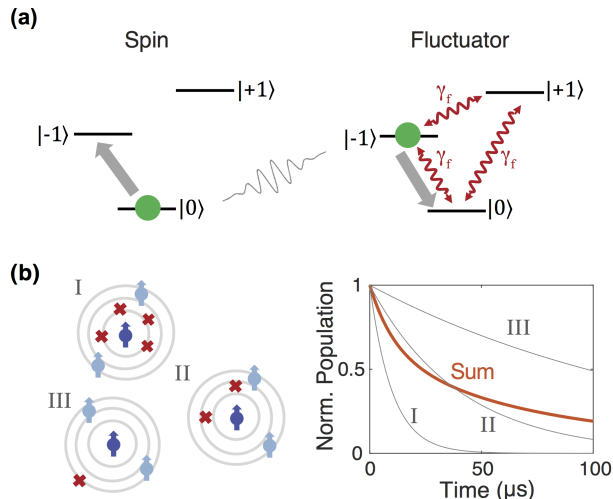 (a)
Spin
Fluctuator
|+1⟩
|-1⟩
|0⟩
|+1⟩
|-1⟩
|0⟩
γf
γf
γf
(b)
I
II
III
Norm. Population
1
0.5
0
0
50
100
Time (μs)
I
II
III
Sum